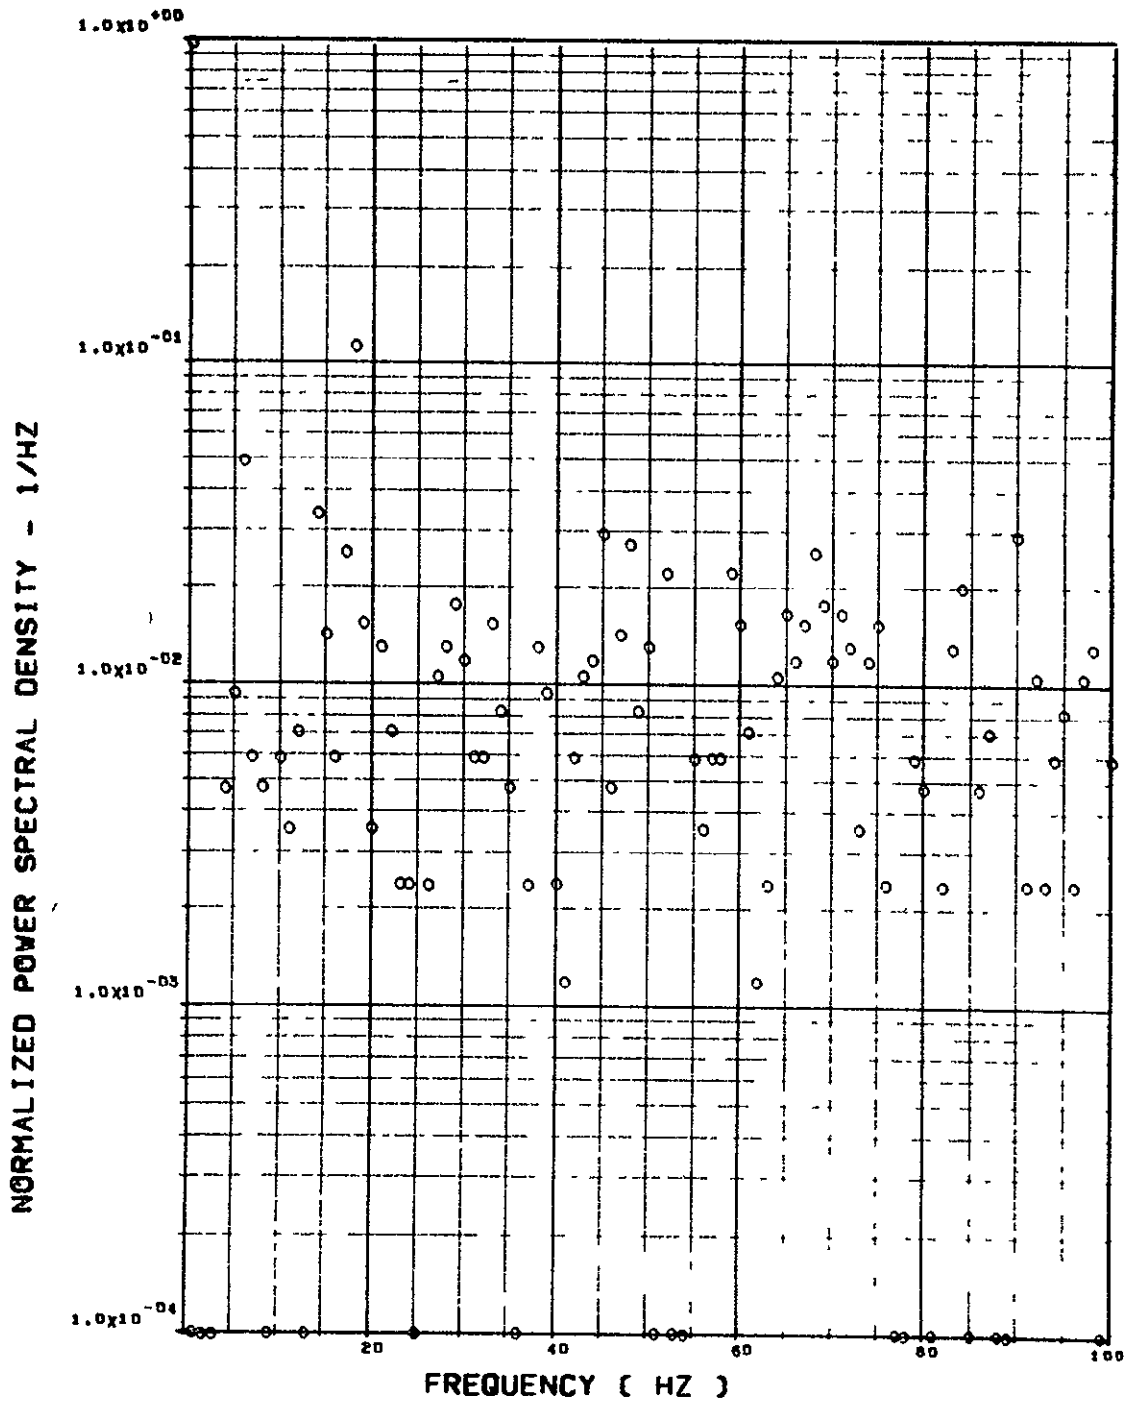 1.0X10+00
1.0X10-01
1.0X10-02
1.0X10-03
1.0X10-04
NORMALIZED POWER SPECTRAL DENSITY - 1/HZ
20 40 60 80 100
FREQUENCY ( HZ )